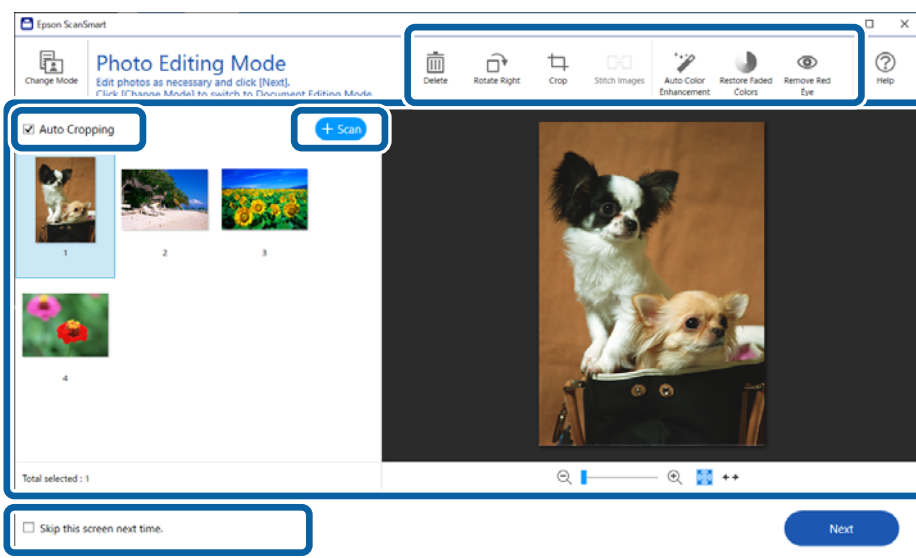 Epson ScanSmart
Change Mode
Photo Editing Mode
Edit photos as necessary and click [Next].
Click [Change Mode] to switch to Document Editing Mode.
Delete
Rotate Right
Crop
Stitch Images
Auto Color
Enhancement
Restore Faded
Colors
Remove Red
Eye
Help
Auto Cropping
+ Scan
1
2
3
4
Total selected : 1
Skip this screen next time.
Next